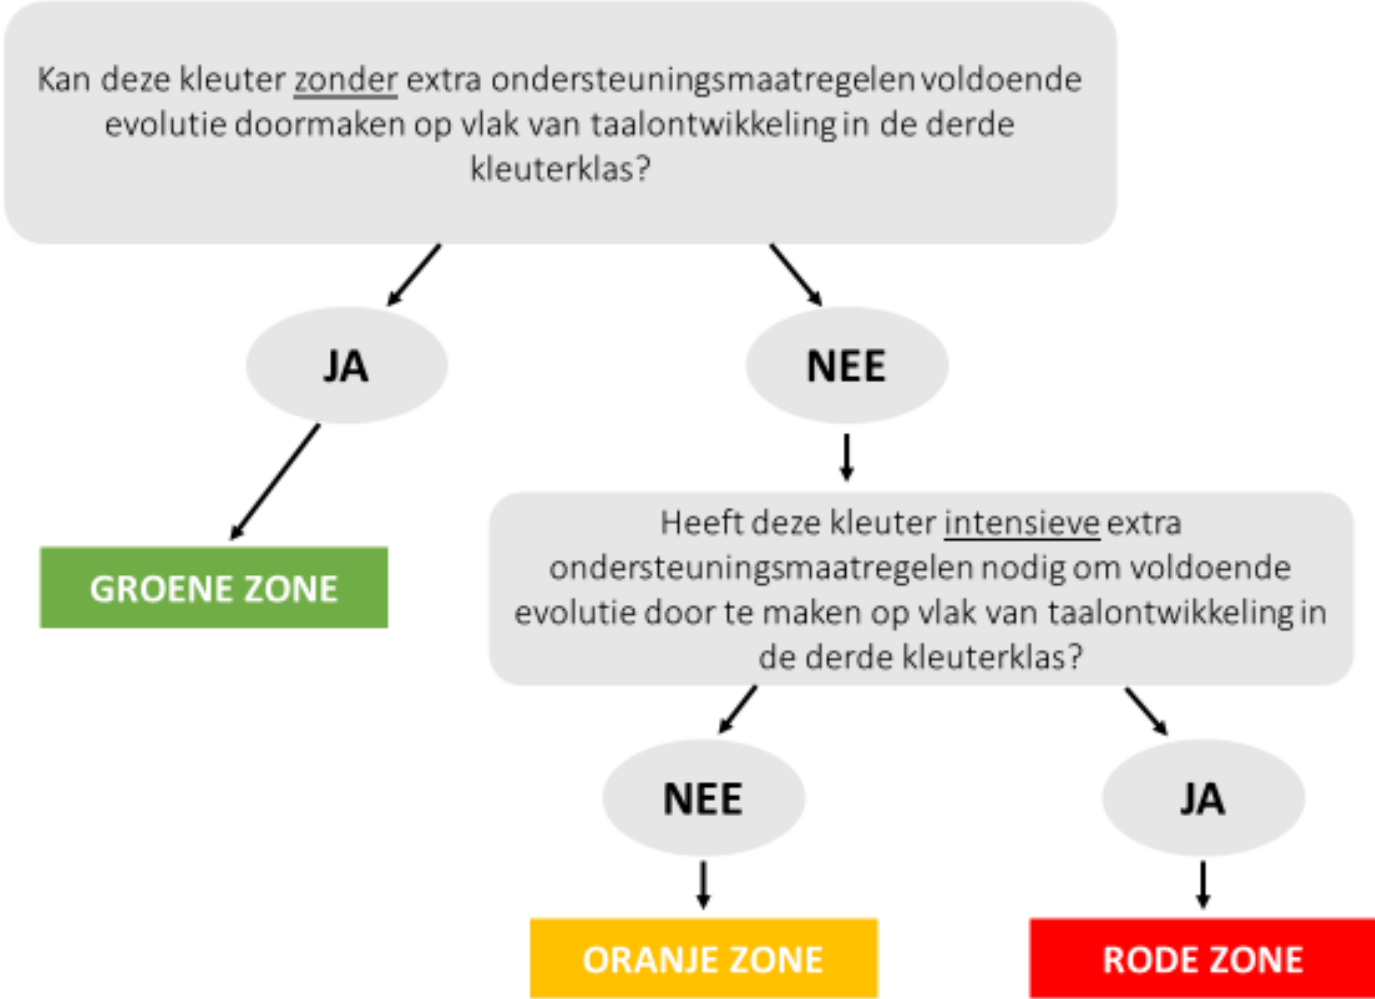 Kan deze kleuter zonder extra ondersteuningsmaatregelen voldoende
evolutie doormaken op vlak van taalontwikkeling in de derde
kleuterklas?
JA
NEE
GROENE ZONE
Heeft deze kleuter intensieve extra
ondersteuningsmaatregelen nodig om voldoende
evolutie door te maken op vlak van taalontwikkeling in
de derde kleuterklas?
NEE
JA
ORANJE ZONE
RODE ZONE